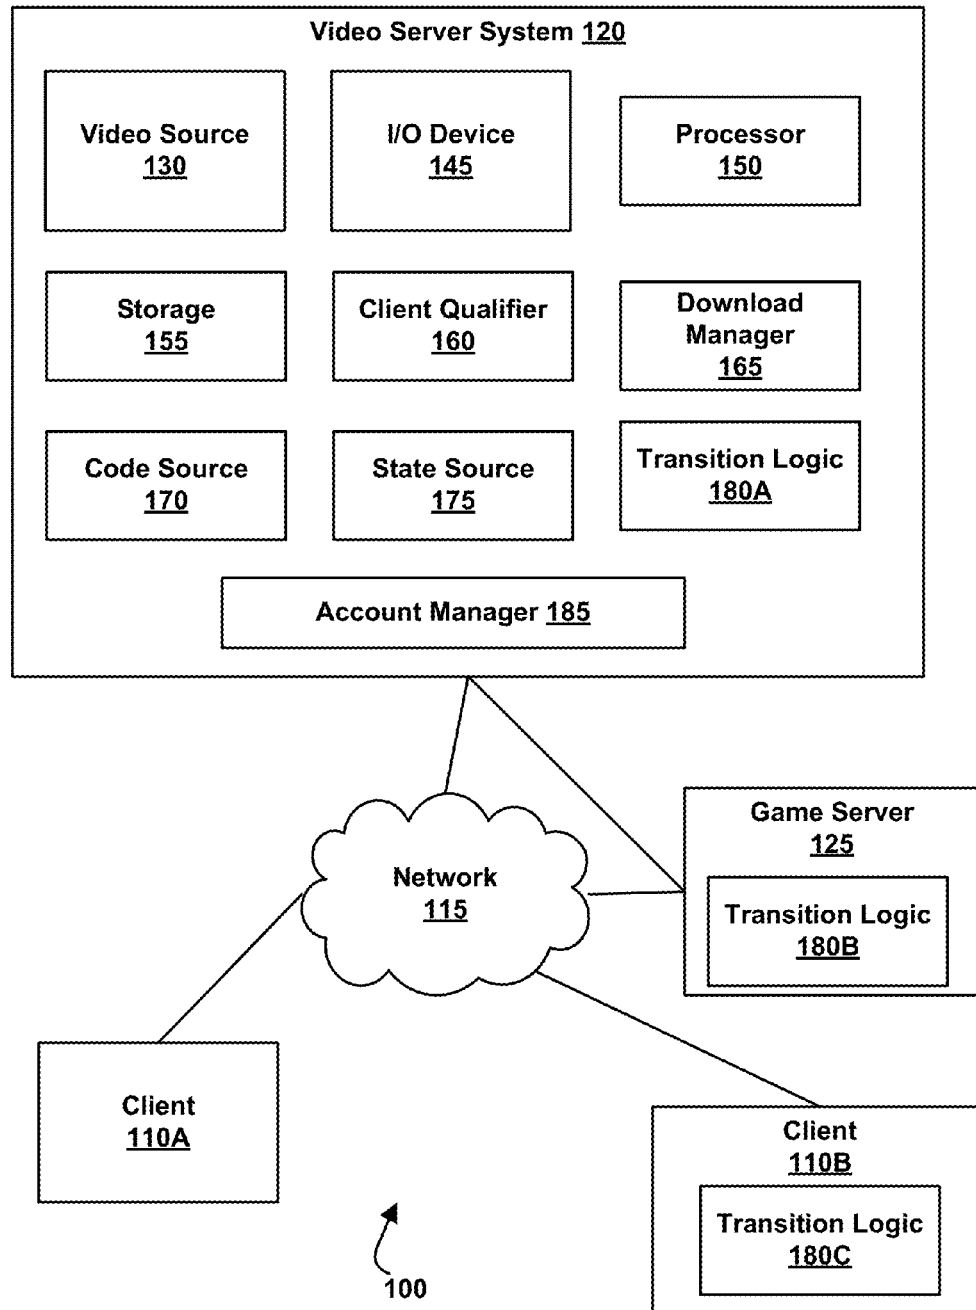 Video Server System 120
Video Source
130
I/O Device
145
Processor
150
Storage
155
Client Qualifier
160
Download
Manager
165
Code Source
170
State Source
175
Transition Logic
180A
Account Manager 185
Game Server
125
Network
115
Transition Logic
180B
Client
110A
Client
110B
Transition Logic
180C
100